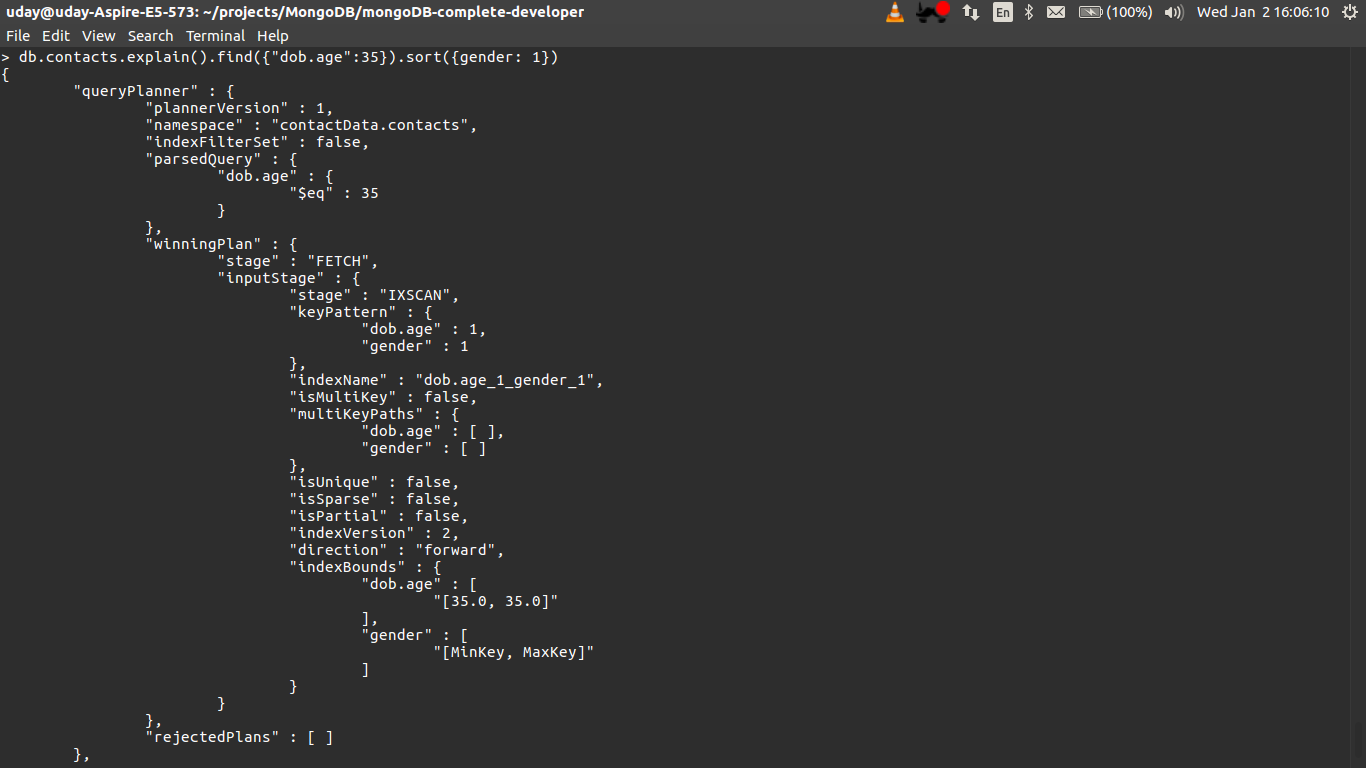 uday@uday-Aspire-E5-573: ~/projects/MongoDB/mongoDB-complete-developer
En (100%) Wed Jan 2 16:06:10
File Edit View Search Terminal Help
> db.contacts.explain().find({"dob.age":35}).sort({gender: 1})
{
        "queryPlanner" : {
                "plannerVersion" : 1,
                "namespace" : "contactData.contacts",
                "indexFilterSet" : false,
                "parsedQuery" : {
                        "dob.age" : {
                                "$eq" : 35
                        }
                },
                "winningPlan" : {
                        "stage" : "FETCH",
                        "inputStage" : {
                                "stage" : "IXSCAN",
                                "keyPattern" : {
                                        "dob.age" : 1,
                                        "gender" : 1
                                },
                                "indexName" : "dob.age_1_gender_1",
                                "isMultiKey" : false,
                                "multiKeyPaths" : {
                                        "dob.age" : [ ],
                                        "gender" : [ ]
                                },
                                "isUnique" : false,
                                "isSparse" : false,
                                "isPartial" : false,
                                "indexVersion" : 2,
                                "direction" : "forward",
                                "indexBounds" : {
                                        "dob.age" : [
                                                "[35.0, 35.0]"
                                        ],
                                        "gender" : [
                                                "[MinKey, MaxKey]"
                                        ]
                                }
                        }
                },
                "rejectedPlans" : [ ]
        },